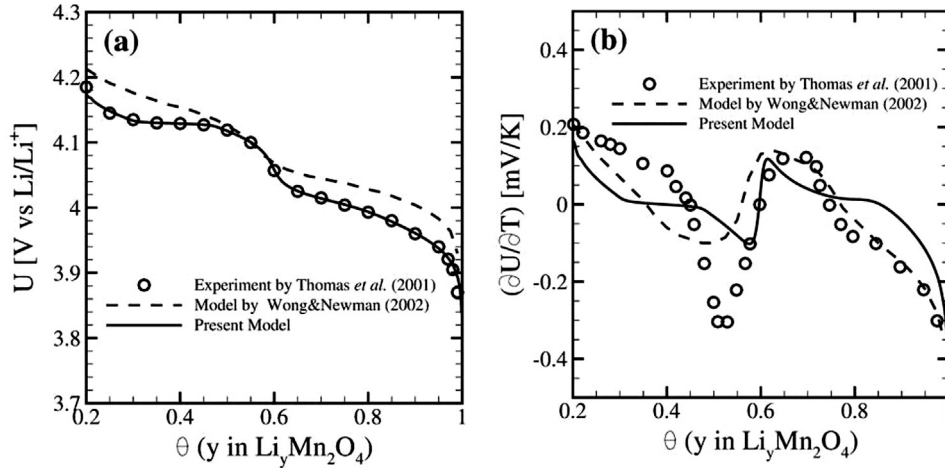 (a)
U [V vs Li/Li⁺]
4.3
4.2
4.1
4
3.9
3.8
3.7
Experiment by Thomas et al. (2001)
Model by Wong&Newman (2002)
Present Model
0.2 0.4 0.6 0.8 1
θ (y in LiᵧMn₂O₄)
(b)
(∂U/∂T) [mV/K]
0.4
0.2
0
-0.2
-0.4
Experiment by Thomas et al. (2001)
Model by Wong&Newman (2002)
Present Model
0.2 0.4 0.6 0.8
θ (y in LiᵧMn₂O₄)